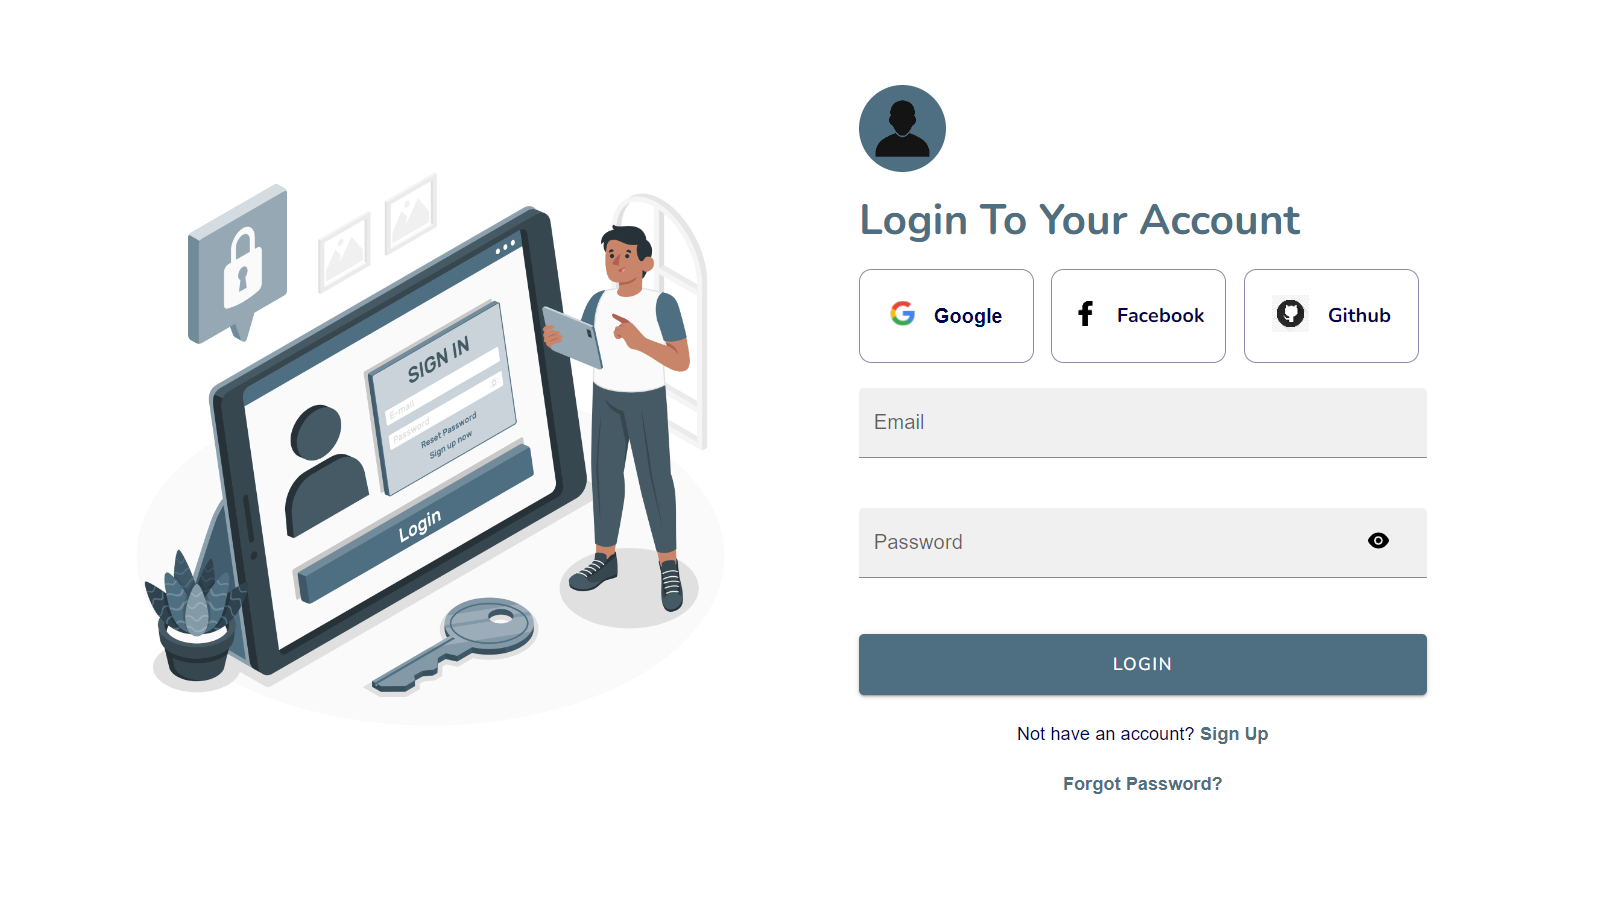 SIGN IN
E-mail
Password
Reset Password
Sign up now
Login
Login To Your Account
Google
Facebook
Github
Email
Password
LOGIN
Not have an account? Sign Up
Forgot Password?